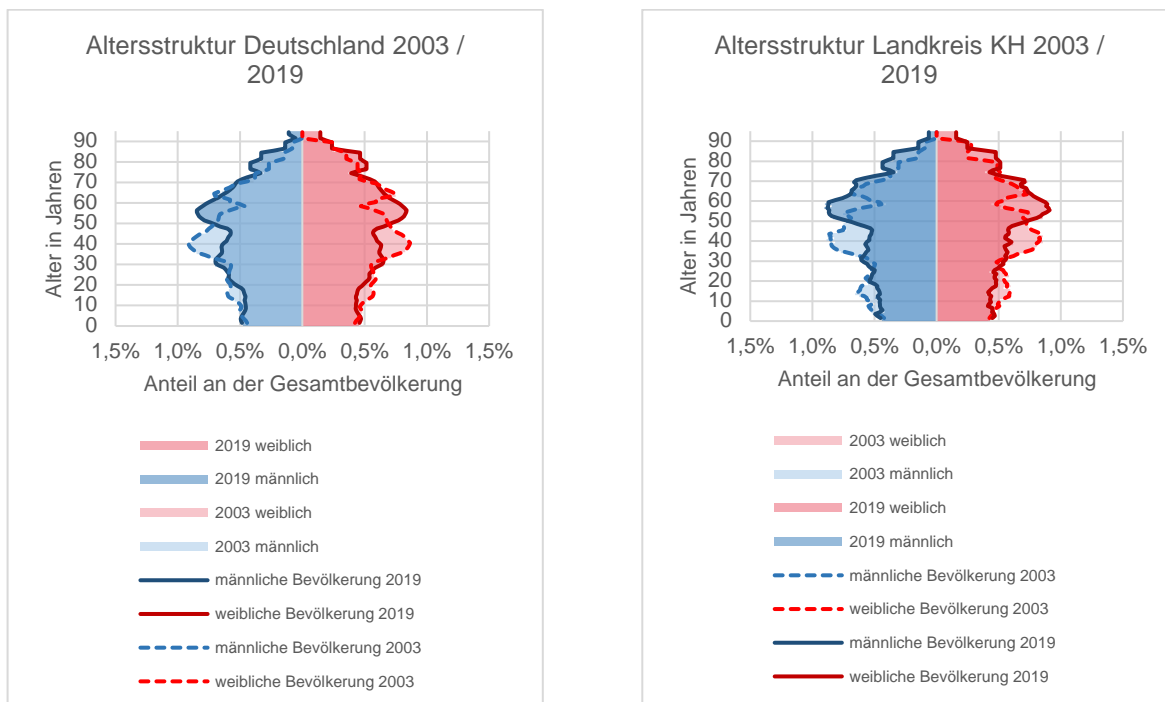 Altersstruktur Deutschland 2003 /
2019
Alter in Jahren
90
80
70
60
50
40
30
20
10
0
1,5% 1,0% 0,5% 0,0% 0,5% 1,0% 1,5%
Anteil an der Gesamtbevölkerung
2019 weiblich
2019 männlich
2003 weiblich
2003 männlich
männliche Bevölkerung 2019
weibliche Bevölkerung 2019
männliche Bevölkerung 2003
weibliche Bevölkerung 2003
Altersstruktur Landkreis KH 2003 /
2019
Alter in Jahren
90
80
70
60
50
40
30
20
10
0
1,5% 1,0% 0,5% 0,0% 0,5% 1,0% 1,5%
Anteil an der Gesamtbevölkerung
2003 weiblich
2003 männlich
2019 weiblich
2019 männlich
männliche Bevölkerung 2003
weibliche Bevölkerung 2003
männliche Bevölkerung 2019
weibliche Bevölkerung 2019